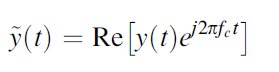 ỹ(t) = Re[y(t)e^{j2πf_c t}]